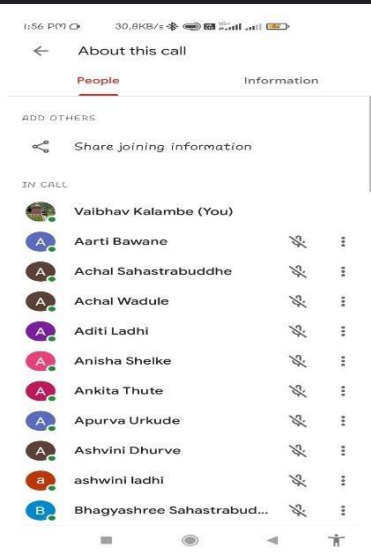 1:56 PM 30.8KB/s
About this call
People Information
ADD OTHERS
Share joining information
IN CALL
Vaibhav Kalambe (You)
A Aarti Bawane
A Achal Sahastrabuddhe
A Achal Wadule
A Aditi Ladhi
A Anisha Shelke
A Ankita Thute
A Apurva Urkude
A Ashvini Dhurve
a ashwini ladhi
B Bhagyashree Sahastrabud...